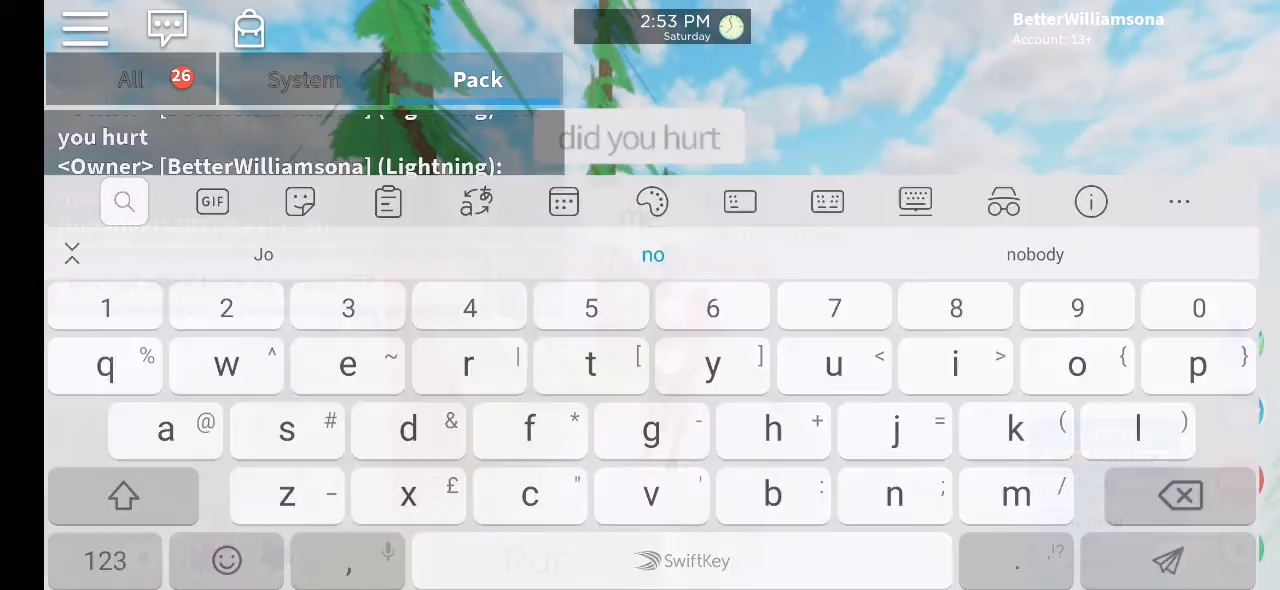 2:53 PM
Saturday
BetterWilliamsona
Account: 13+
All 26 System Pack
you hurt
<Owner> [BetterWilliamsona] (Lightning):
did you hurt
GIF
Jo no nobody
1 2 3 4 5 6 7 8 9 0
q % w ^ e ~ r | t [ y ] u < i > o { p }
a @ s # d & f * g - h + j = k ( l )
z _ x £ c " v ' b : n ; m /
123 , SwiftKey . ,!?